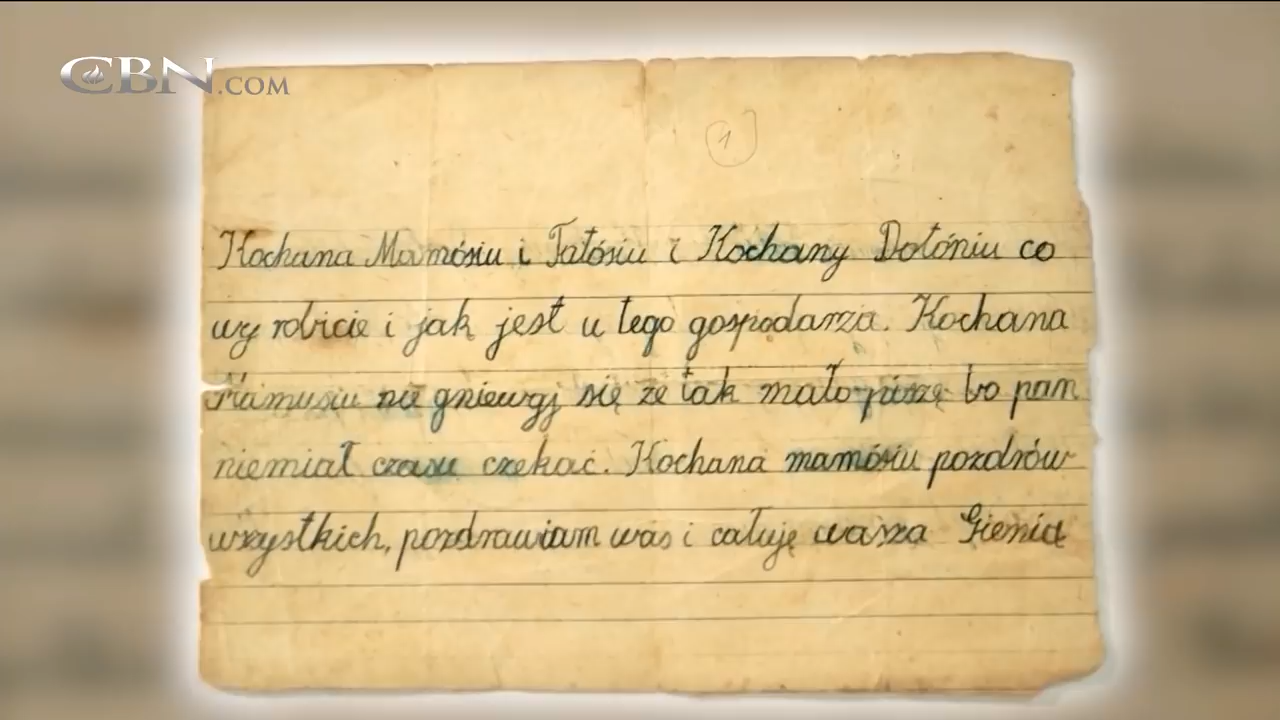 CBN.COM
1
Kochana Mamósiu i Tatósiu i Kochany Dołóniu co
wy robicie i jak jest u tego gospodarza. Kochana
Mamusiu nie gniewaj się że tak mało piszę bo pan
niemiał czasu czekać. Kochana mamósiu pozdrów
wszystkich, pozdrawiam was i całuję wasza Gienia